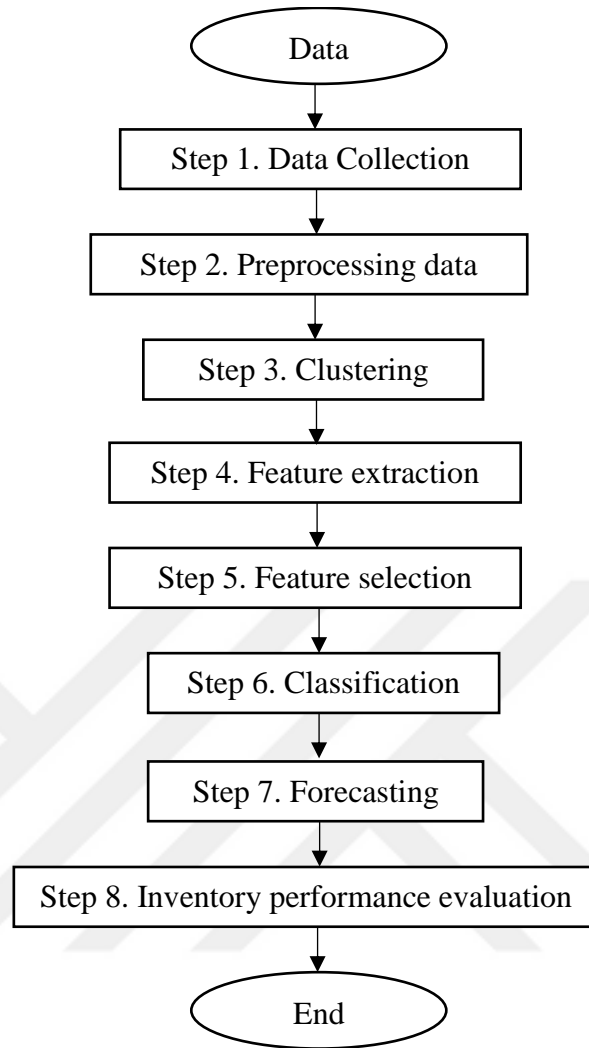 Data
Step 1. Data Collection
Step 2. Preprocessing data
Step 3. Clustering
Step 4. Feature extraction
Step 5. Feature selection
Step 6. Classification
Step 7. Forecasting
Step 8. Inventory performance evaluation
End